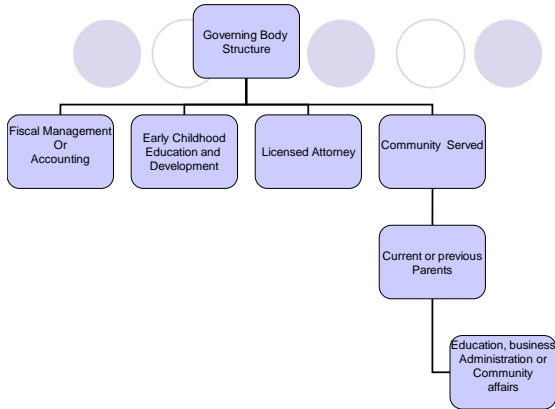 Governing Body
Structure
Fiscal Management
Or
Accounting
Early Childhood
Education and
Development
Licensed Attorney
Community Served
Current or previous
Parents
Education, business
Administration or
Community
affairs